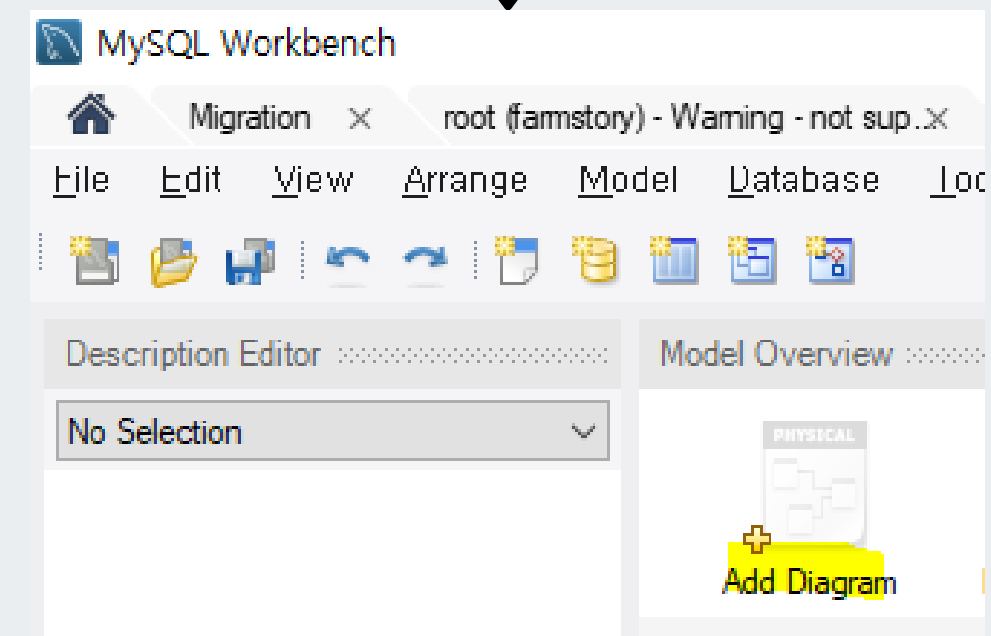 MySQL Workbench
Migration
root (farmstory) - Warning - not sup..
File Edit View Arrange Model Database Too
Description Editor
Model Overview
No Selection
PHYSICAL
Add Diagram